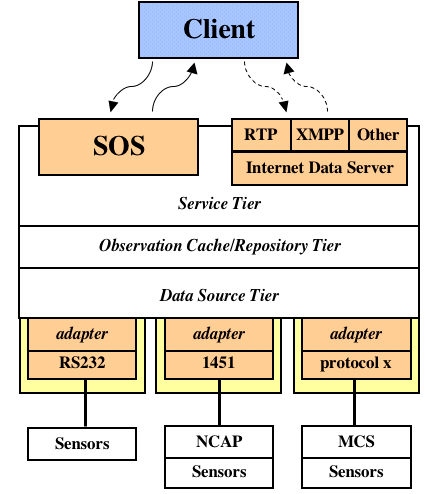 Client
SOS
RTP XMPP Other
Internet Data Server
Service Tier
Observation Cache/Repository Tier
Data Source Tier
adapter adapter adapter
RS232 1451 protocol x
Sensors NCAP MCS
Sensors Sensors